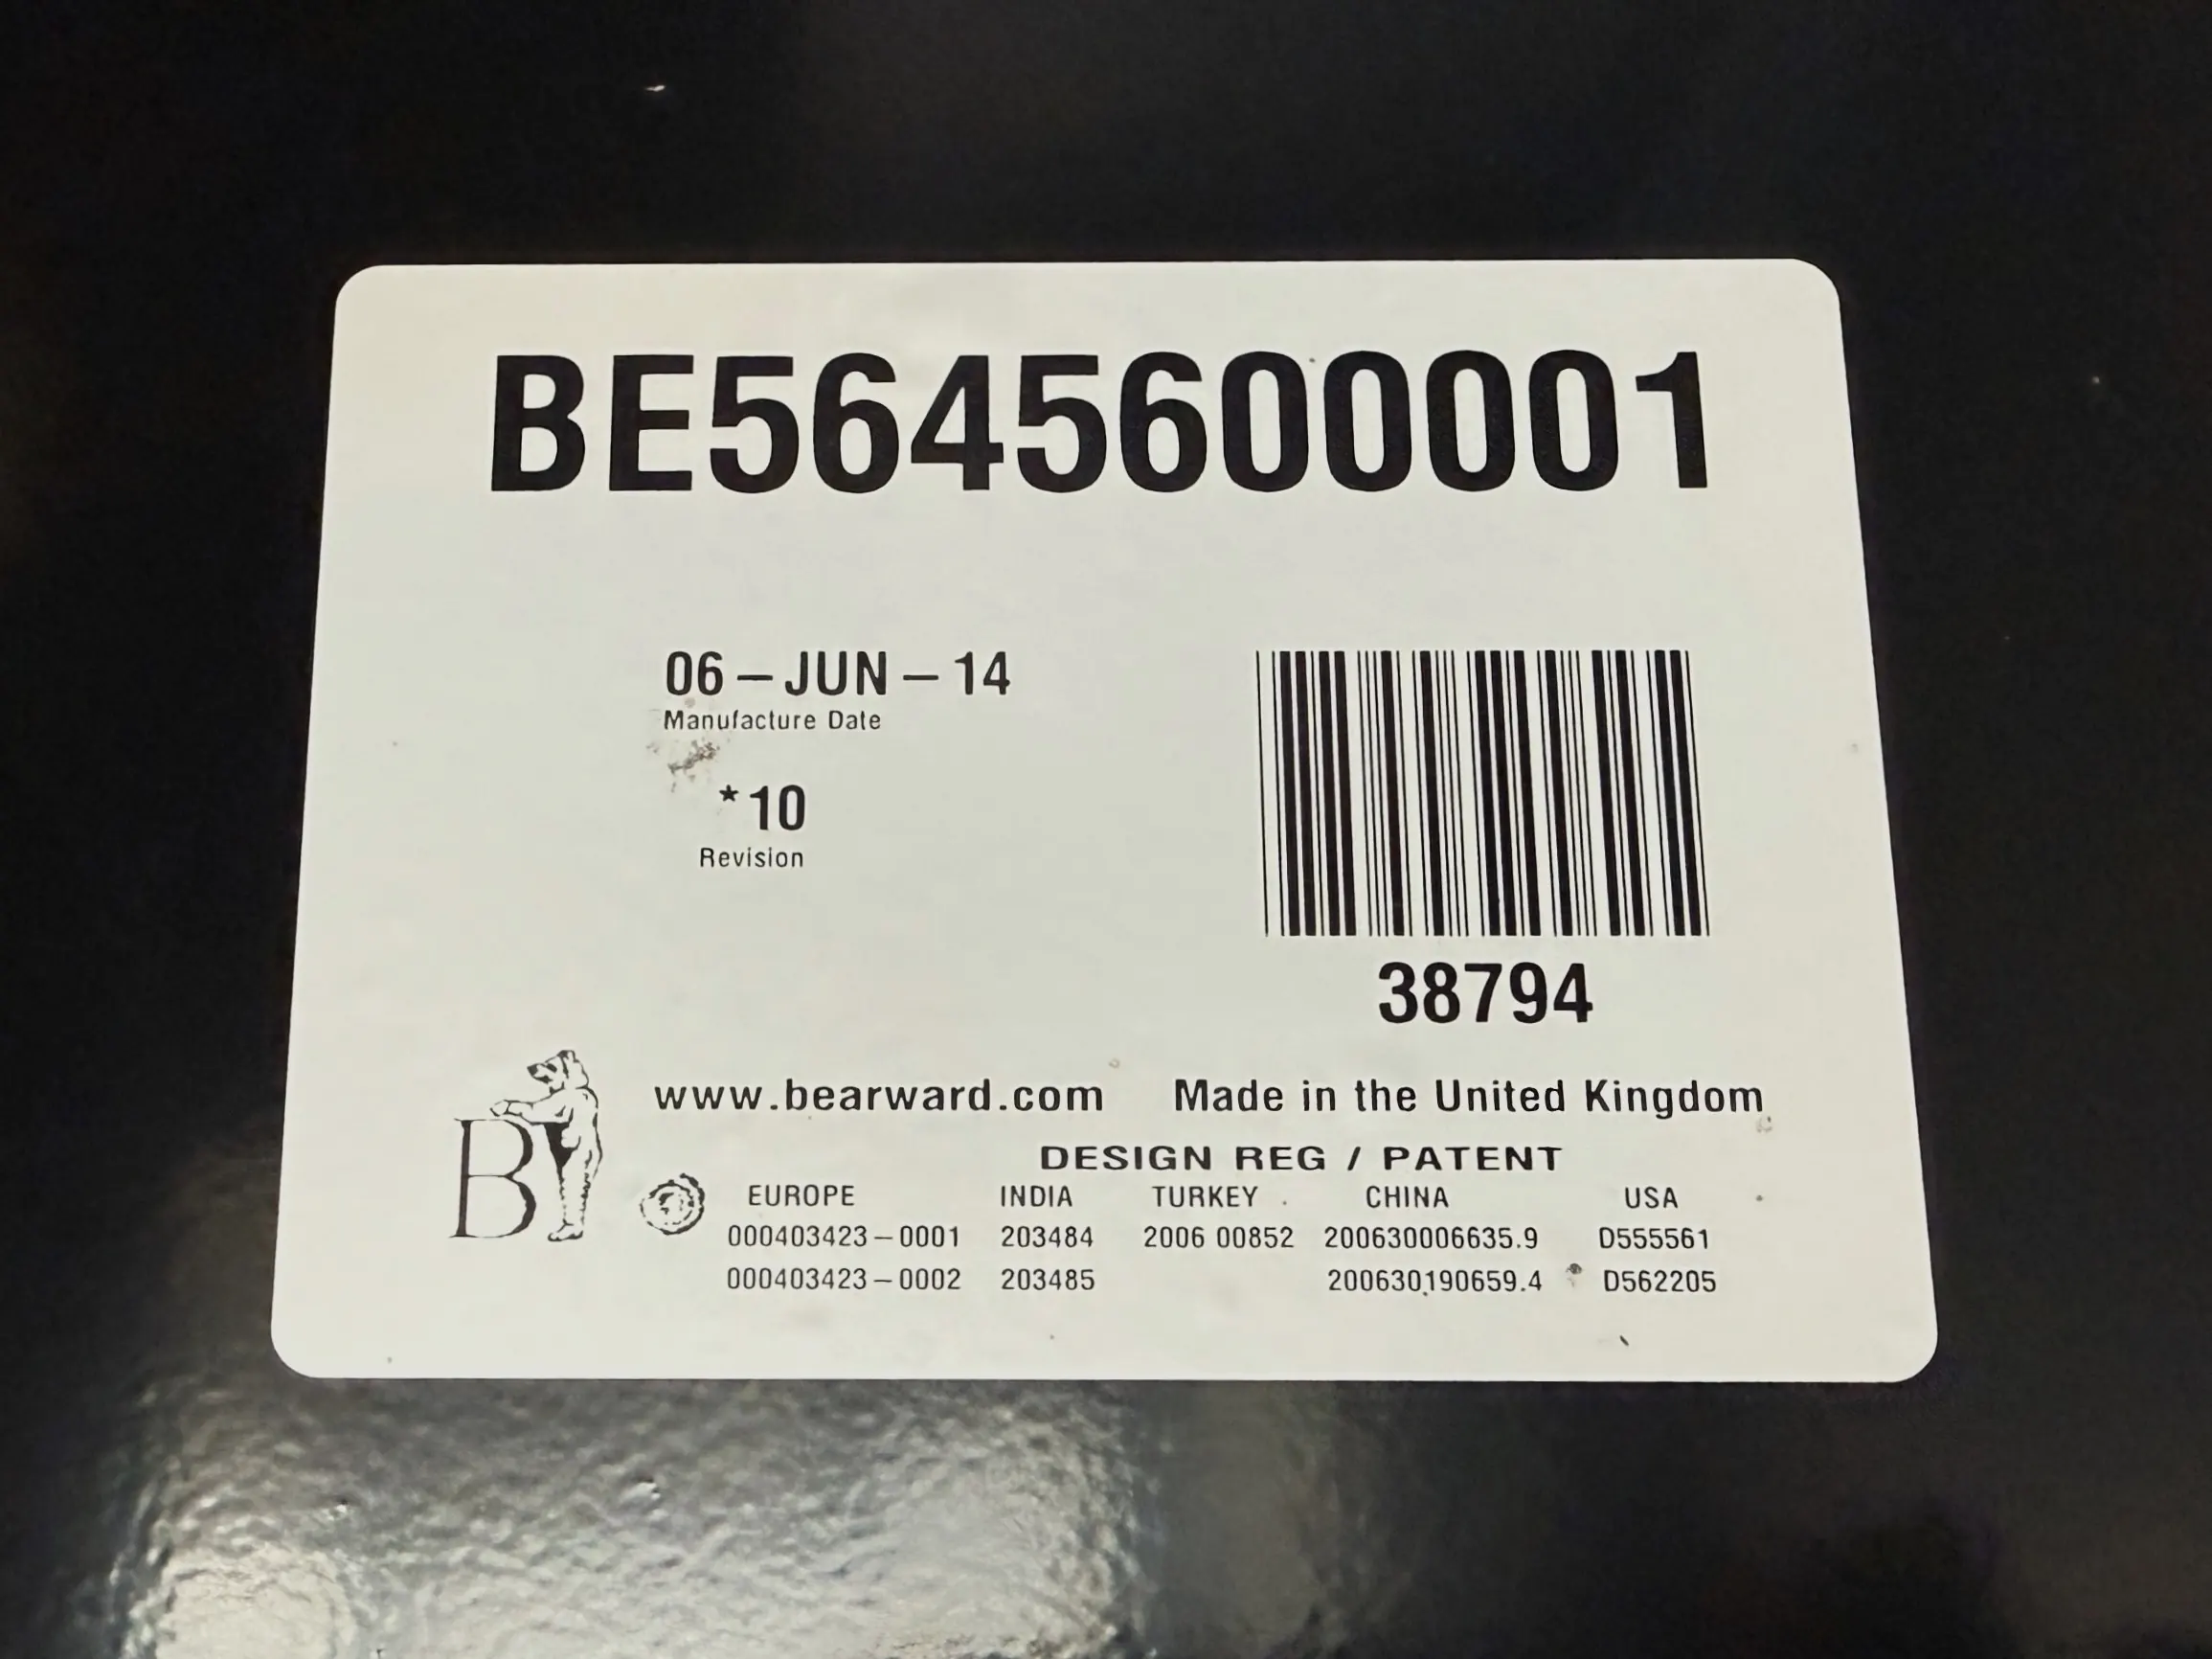 BE5645600001
06-JUN-14
Manufacture Date
*10
Revision
38794
B
www.bearward.com Made in the United Kingdom
DESIGN REG / PATENT
EUROPE INDIA TURKEY CHINA USA
000403423-0001 203484 2006 00852 200630006635.9 D555561
000403423-0002 203485 200630190659.4 D562205